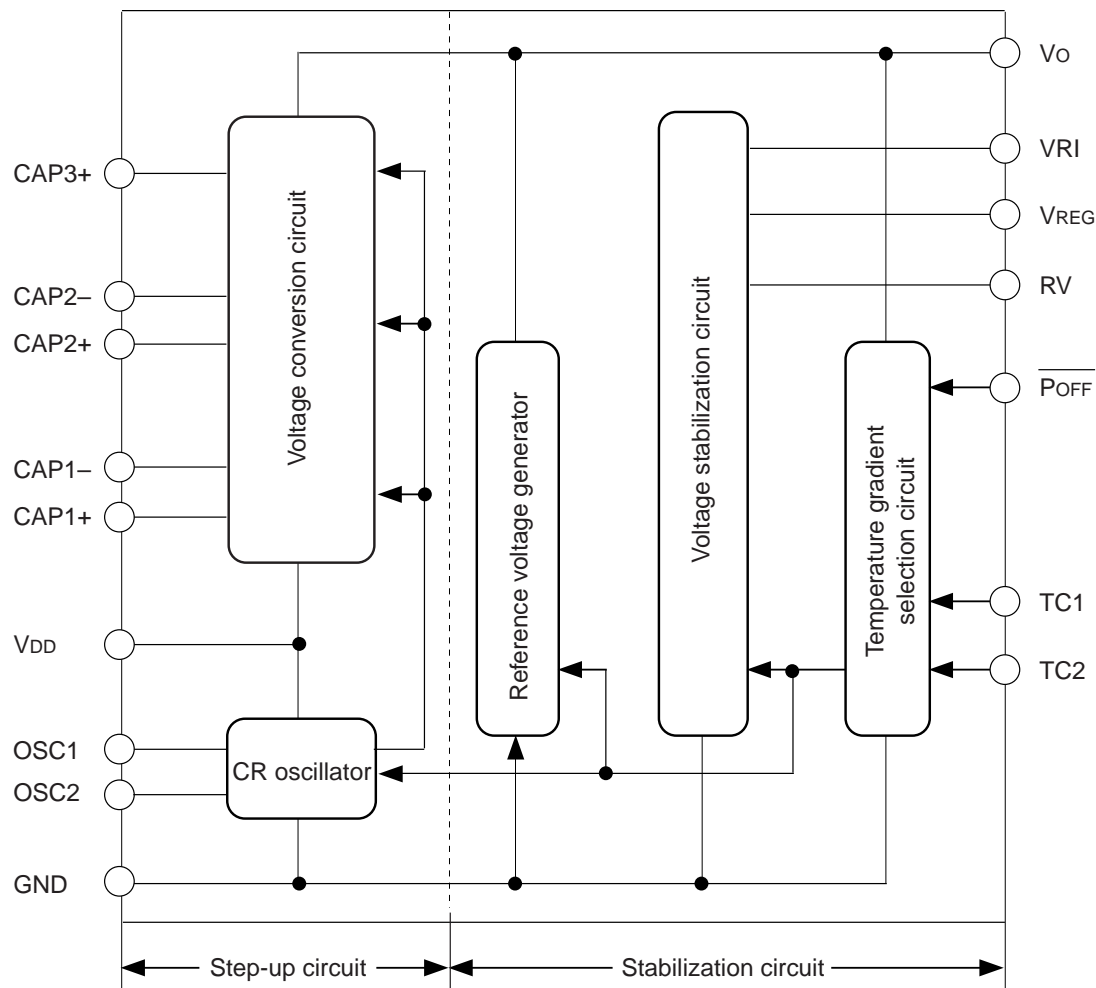 Vo
CAP3+
VRI
VREG
CAP2–
RV
CAP2+
POFF
CAP1–
CAP1+
Voltage conversion circuit
Reference voltage generator
Voltage stabilization circuit
Temperature gradient
selection circuit
TC1
VDD
TC2
OSC1
CR oscillator
OSC2
GND
Step-up circuit
Stabilization circuit